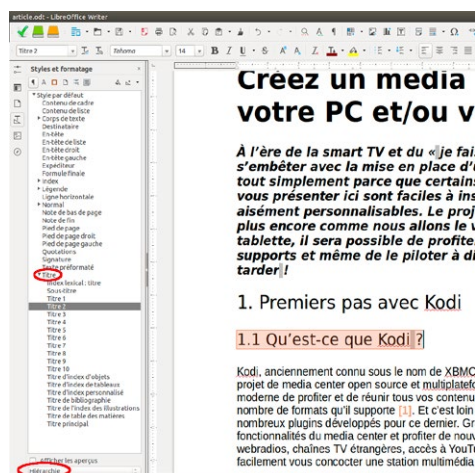 article.odt - LibreOffice Writer
Titre 2
Tahoma
14
Styles et formatage
Style par défaut
Contenu de cadre
Contenu de liste
Corps de texte
Destinataire
En-tête
En-tête de liste
En-tête droit
En-tête gauche
Expéditeur
Formule finale
Index
Légende
Ligne horizontale
Normal
Note de bas de page
Note de fin
Pied de page
Pied de page droit
Pied de page gauche
Quotations
Signature
Texte préformaté
Titre
Index lexical : titre
Sous-titre
Titre 1
Titre 2
Titre 3
Titre 4
Titre 5
Titre 6
Titre 7
Titre 8
Titre 9
Titre 10
Titre d'index d'objets
Titre d'index de tableaux
Titre d'index personnalisé
Titre de bibliographie
Titre de l'index des illustrations
Titre de table des matières
Titre principal
Afficher les aperçus
Hiérarchie
Créez un media
votre PC et/ou v
À l'ère de la smart TV et du « je fai
s'embêter avec la mise en place d'u
tout simplement parce que certains
vous présenter ici sont faciles à ins
aisément personnalisables. Le proj
plus encore comme nous allons le v
tablette, il sera possible de profite
supports et même de le piloter à di
tarder !
1. Premiers pas avec Kodi
1.1 Qu'est-ce que Kodi ?
Kodi, anciennement connu sous le nom de XBMC
projet de media center open source et multiplatef
moderne de profiter et de réunir tous vos contenu
nombre de formats qu'il supporte [1]. Et c'est loin
nombreux plugins développés pour ce dernier. Gr
fonctionnalités du media center et profiter de nouv
webradios, chaînes TV étrangères, accès à YouTu
facilement vous concocter une station multimédia